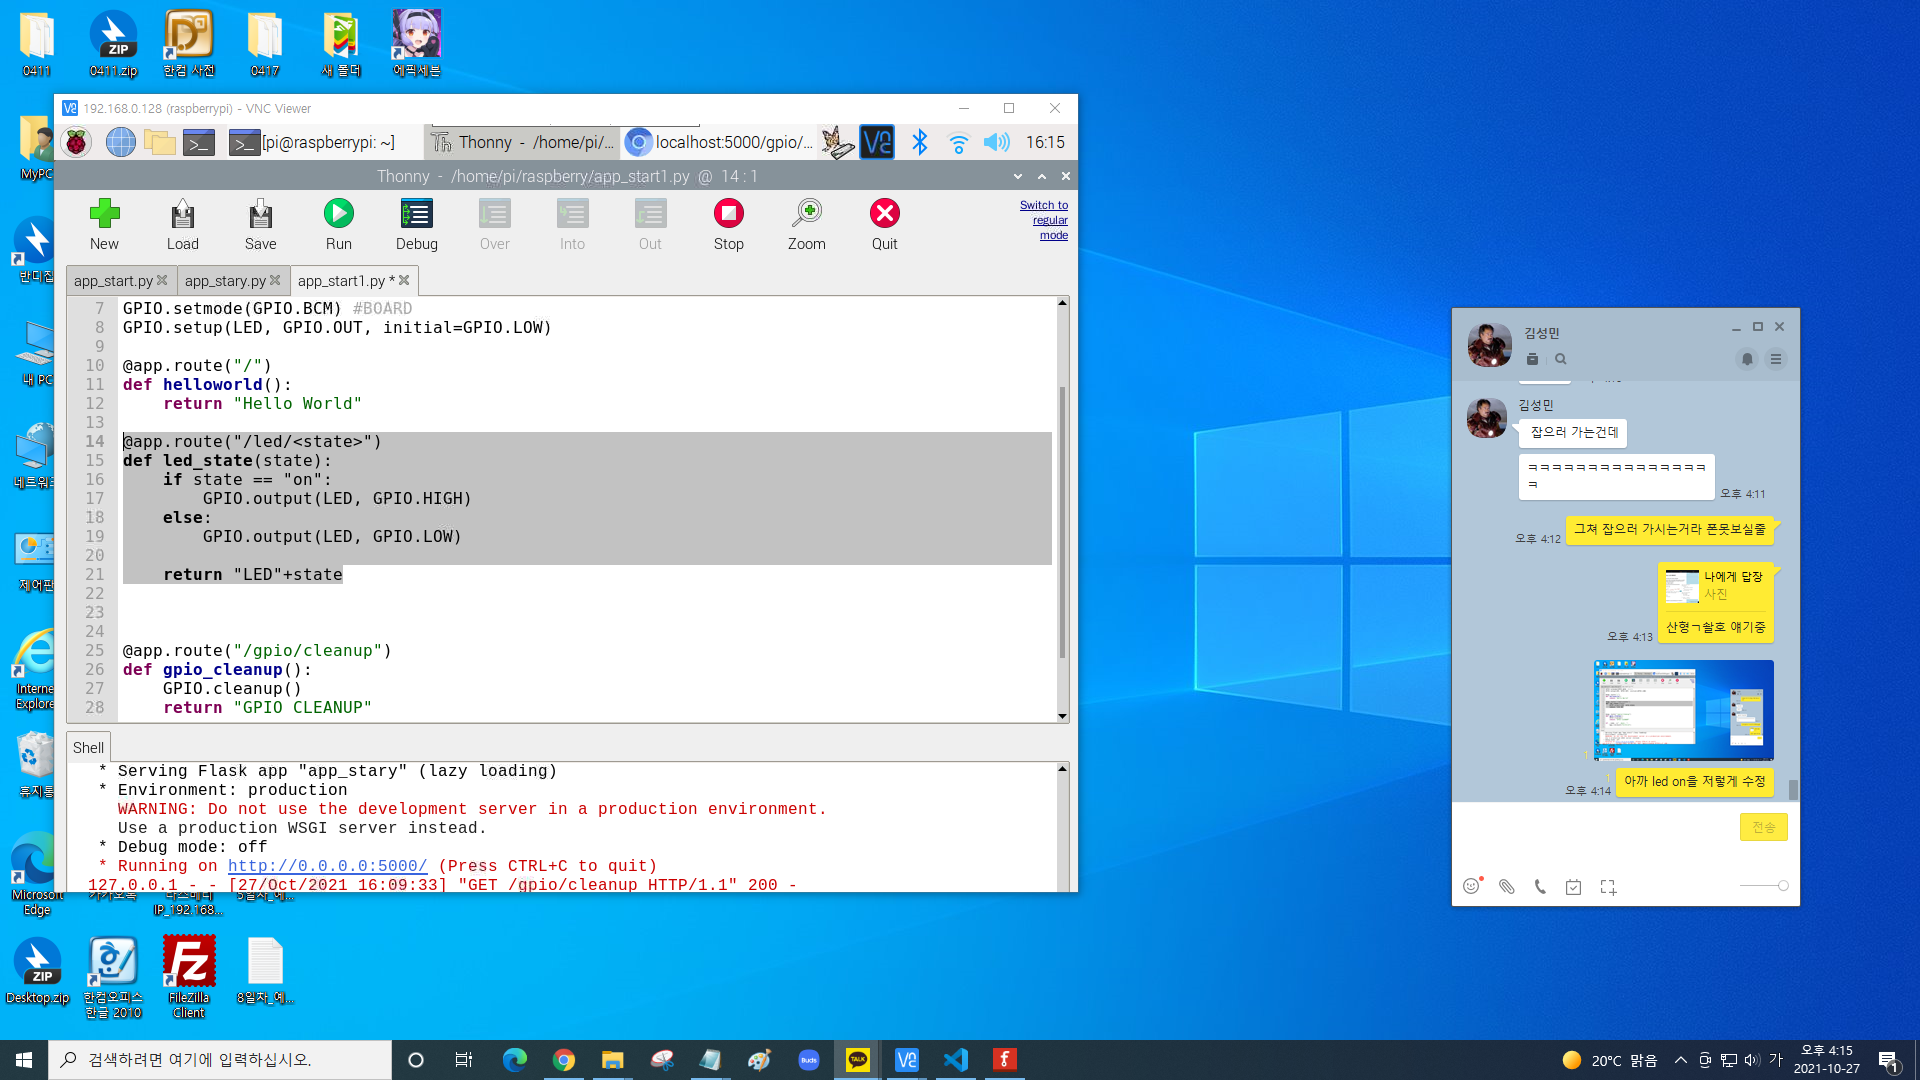 0411
0411.zip
한컴 사전
0417
새 폴더
에픽세븐
MyPC
반디집
내 PC
네트워크
제어판
Internet
Explorer
휴지통
Microsoft
Edge
IP_192.168...
Desktop.zip
한컴오피스
한글 2010
FileZilla
Client
8일차_예...
192.168.0.128 (raspberrypi) - VNC Viewer
[pi@raspberrypi: ~]
Thonny - /home/pi/...
localhost:5000/gpio/...
16:15
Thonny - /home/pi/raspberry/app_start1.py @ 14 : 1
New
Load
Save
Run
Debug
Over
Into
Out
Stop
Zoom
Quit
Switch to
regular
mode
app_start.py
app_stary.py
app_start1.py *
7 GPIO.setmode(GPIO.BCM) #BOARD
8 GPIO.setup(LED, GPIO.OUT, initial=GPIO.LOW)
9
10 @app.route("/")
11 def helloworld():
12     return "Hello World"
13
14 @app.route("/led/<state>")
15 def led_state(state):
16     if state == "on":
17         GPIO.output(LED, GPIO.HIGH)
18     else:
19         GPIO.output(LED, GPIO.LOW)
20
21     return "LED"+state
22
23
24
25 @app.route("/gpio/cleanup")
26 def gpio_cleanup():
27     GPIO.cleanup()
28     return "GPIO CLEANUP"
Shell
* Serving Flask app "app_stary" (lazy loading)
* Environment: production
WARNING: Do not use the development server in a production environment.
Use a production WSGI server instead.
* Debug mode: off
* Running on http://0.0.0.0:5000/ (Press CTRL+C to quit)
127.0.0.1 - - [27/Oct/2021 16:09:33] "GET /gpio/cleanup HTTP/1.1" 200 -
김성민
김성민
잡으러 가는건데
ㅋㅋㅋㅋㅋㅋㅋㅋㅋㅋㅋㅋㅋㅋㅋ
ㅋ
오후 4:11
오후 4:12
그쳐 잡으러 가시는거라 폰못보실줄
나에게 답장
사진
산형ㄱ촬호 얘기중
오후 4:13
1
1
오후 4:14
아까 led on을 저렇게 수정
전송
검색하려면 여기에 입력하십시오.
Buds
TALK
20°C 맑음
가
오후 4:15
2021-10-27
1